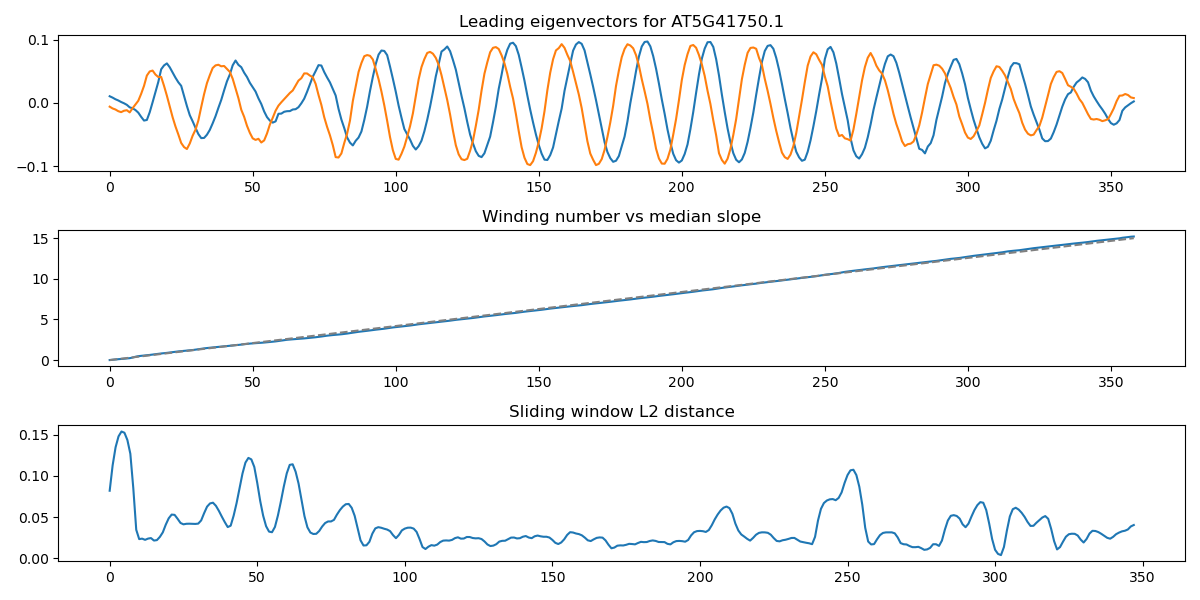 Leading eigenvectors for AT5G41750.1
0.1
0.0
−0.1
0 50 100 150 200 250 300 350
Winding number vs median slope
15
10
5
0
0 50 100 150 200 250 300 350
Sliding window L2 distance
0.15
0.10
0.05
0.00
0 50 100 150 200 250 300 350